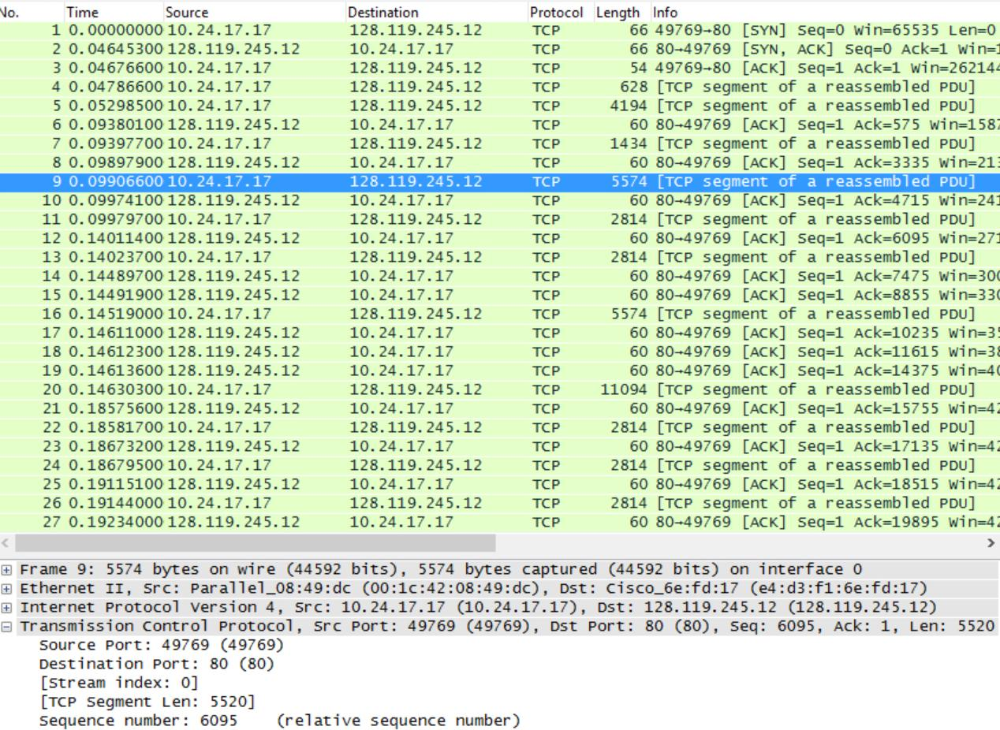 No. Time Source Destination Protocol Length Info
1 0.00000000 10.24.17.17 128.119.245.12 TCP 66 49769→80 [SYN] Seq=0 Win=65535 Len=0
2 0.04645300 128.119.245.12 10.24.17.17 TCP 66 80→49769 [SYN, ACK] Seq=0 Ack=1 Win=1
3 0.04676600 10.24.17.17 128.119.245.12 TCP 54 49769→80 [ACK] Seq=1 Ack=1 Win=262144
4 0.04786600 10.24.17.17 128.119.245.12 TCP 628 [TCP segment of a reassembled PDU]
5 0.05298500 10.24.17.17 128.119.245.12 TCP 4194 [TCP segment of a reassembled PDU]
6 0.09380100 128.119.245.12 10.24.17.17 TCP 60 80→49769 [ACK] Seq=1 Ack=575 Win=1587
7 0.09397700 10.24.17.17 128.119.245.12 TCP 1434 [TCP segment of a reassembled PDU]
8 0.09897900 128.119.245.12 10.24.17.17 TCP 60 80→49769 [ACK] Seq=1 Ack=3335 Win=213
9 0.09906600 10.24.17.17 128.119.245.12 TCP 5574 [TCP segment of a reassembled PDU]
10 0.09974100 128.119.245.12 10.24.17.17 TCP 60 80→49769 [ACK] Seq=1 Ack=4715 Win=241
11 0.09979700 10.24.17.17 128.119.245.12 TCP 2814 [TCP segment of a reassembled PDU]
12 0.14011400 128.119.245.12 10.24.17.17 TCP 60 80→49769 [ACK] Seq=1 Ack=6095 Win=271
13 0.14023700 10.24.17.17 128.119.245.12 TCP 2814 [TCP segment of a reassembled PDU]
14 0.14489700 128.119.245.12 10.24.17.17 TCP 60 80→49769 [ACK] Seq=1 Ack=7475 Win=300
15 0.14491900 128.119.245.12 10.24.17.17 TCP 60 80→49769 [ACK] Seq=1 Ack=8855 Win=330
16 0.14519000 10.24.17.17 128.119.245.12 TCP 5574 [TCP segment of a reassembled PDU]
17 0.14611000 128.119.245.12 10.24.17.17 TCP 60 80→49769 [ACK] Seq=1 Ack=10235 Win=35
18 0.14612300 128.119.245.12 10.24.17.17 TCP 60 80→49769 [ACK] Seq=1 Ack=11615 Win=38
19 0.14613600 128.119.245.12 10.24.17.17 TCP 60 80→49769 [ACK] Seq=1 Ack=14375 Win=40
20 0.14630300 10.24.17.17 128.119.245.12 TCP 11094 [TCP segment of a reassembled PDU]
21 0.18575600 128.119.245.12 10.24.17.17 TCP 60 80→49769 [ACK] Seq=1 Ack=15755 Win=42
22 0.18581700 10.24.17.17 128.119.245.12 TCP 2814 [TCP segment of a reassembled PDU]
23 0.18673200 128.119.245.12 10.24.17.17 TCP 60 80→49769 [ACK] Seq=1 Ack=17135 Win=42
24 0.18679500 10.24.17.17 128.119.245.12 TCP 2814 [TCP segment of a reassembled PDU]
25 0.19115100 128.119.245.12 10.24.17.17 TCP 60 80→49769 [ACK] Seq=1 Ack=18515 Win=42
26 0.19144000 10.24.17.17 128.119.245.12 TCP 2814 [TCP segment of a reassembled PDU]
27 0.19234000 128.119.245.12 10.24.17.17 TCP 60 80→49769 [ACK] Seq=1 Ack=19895 Win=42
Frame 9: 5574 bytes on wire (44592 bits), 5574 bytes captured (44592 bits) on interface 0
Ethernet II, Src: Parallel_08:49:dc (00:1c:42:08:49:dc), Dst: Cisco_6e:fd:17 (e4:d3:f1:6e:fd:17)
Internet Protocol Version 4, Src: 10.24.17.17 (10.24.17.17), Dst: 128.119.245.12 (128.119.245.12)
Transmission Control Protocol, Src Port: 49769 (49769), Dst Port: 80 (80), Seq: 6095, Ack: 1, Len: 5520
Source Port: 49769 (49769)
Destination Port: 80 (80)
[Stream index: 0]
[TCP Segment Len: 5520]
Sequence number: 6095 (relative sequence number)